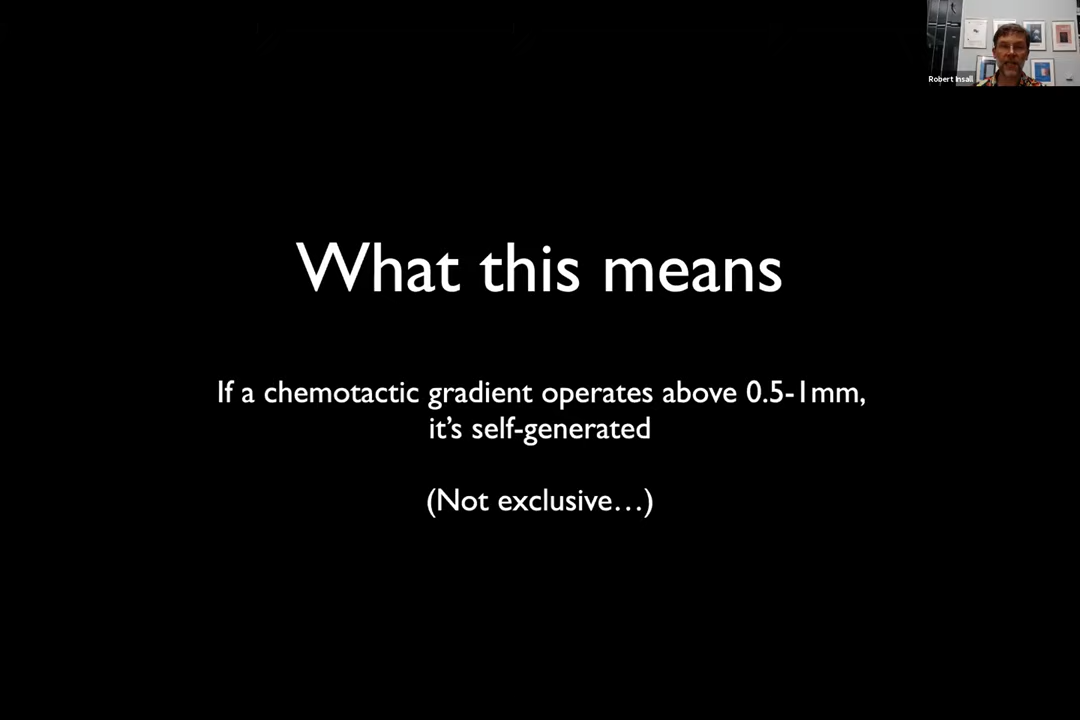 Robert Insall
What this means
If a chemotactic gradient operates above 0.5-1mm,
it’s self-generated
(Not exclusive…)